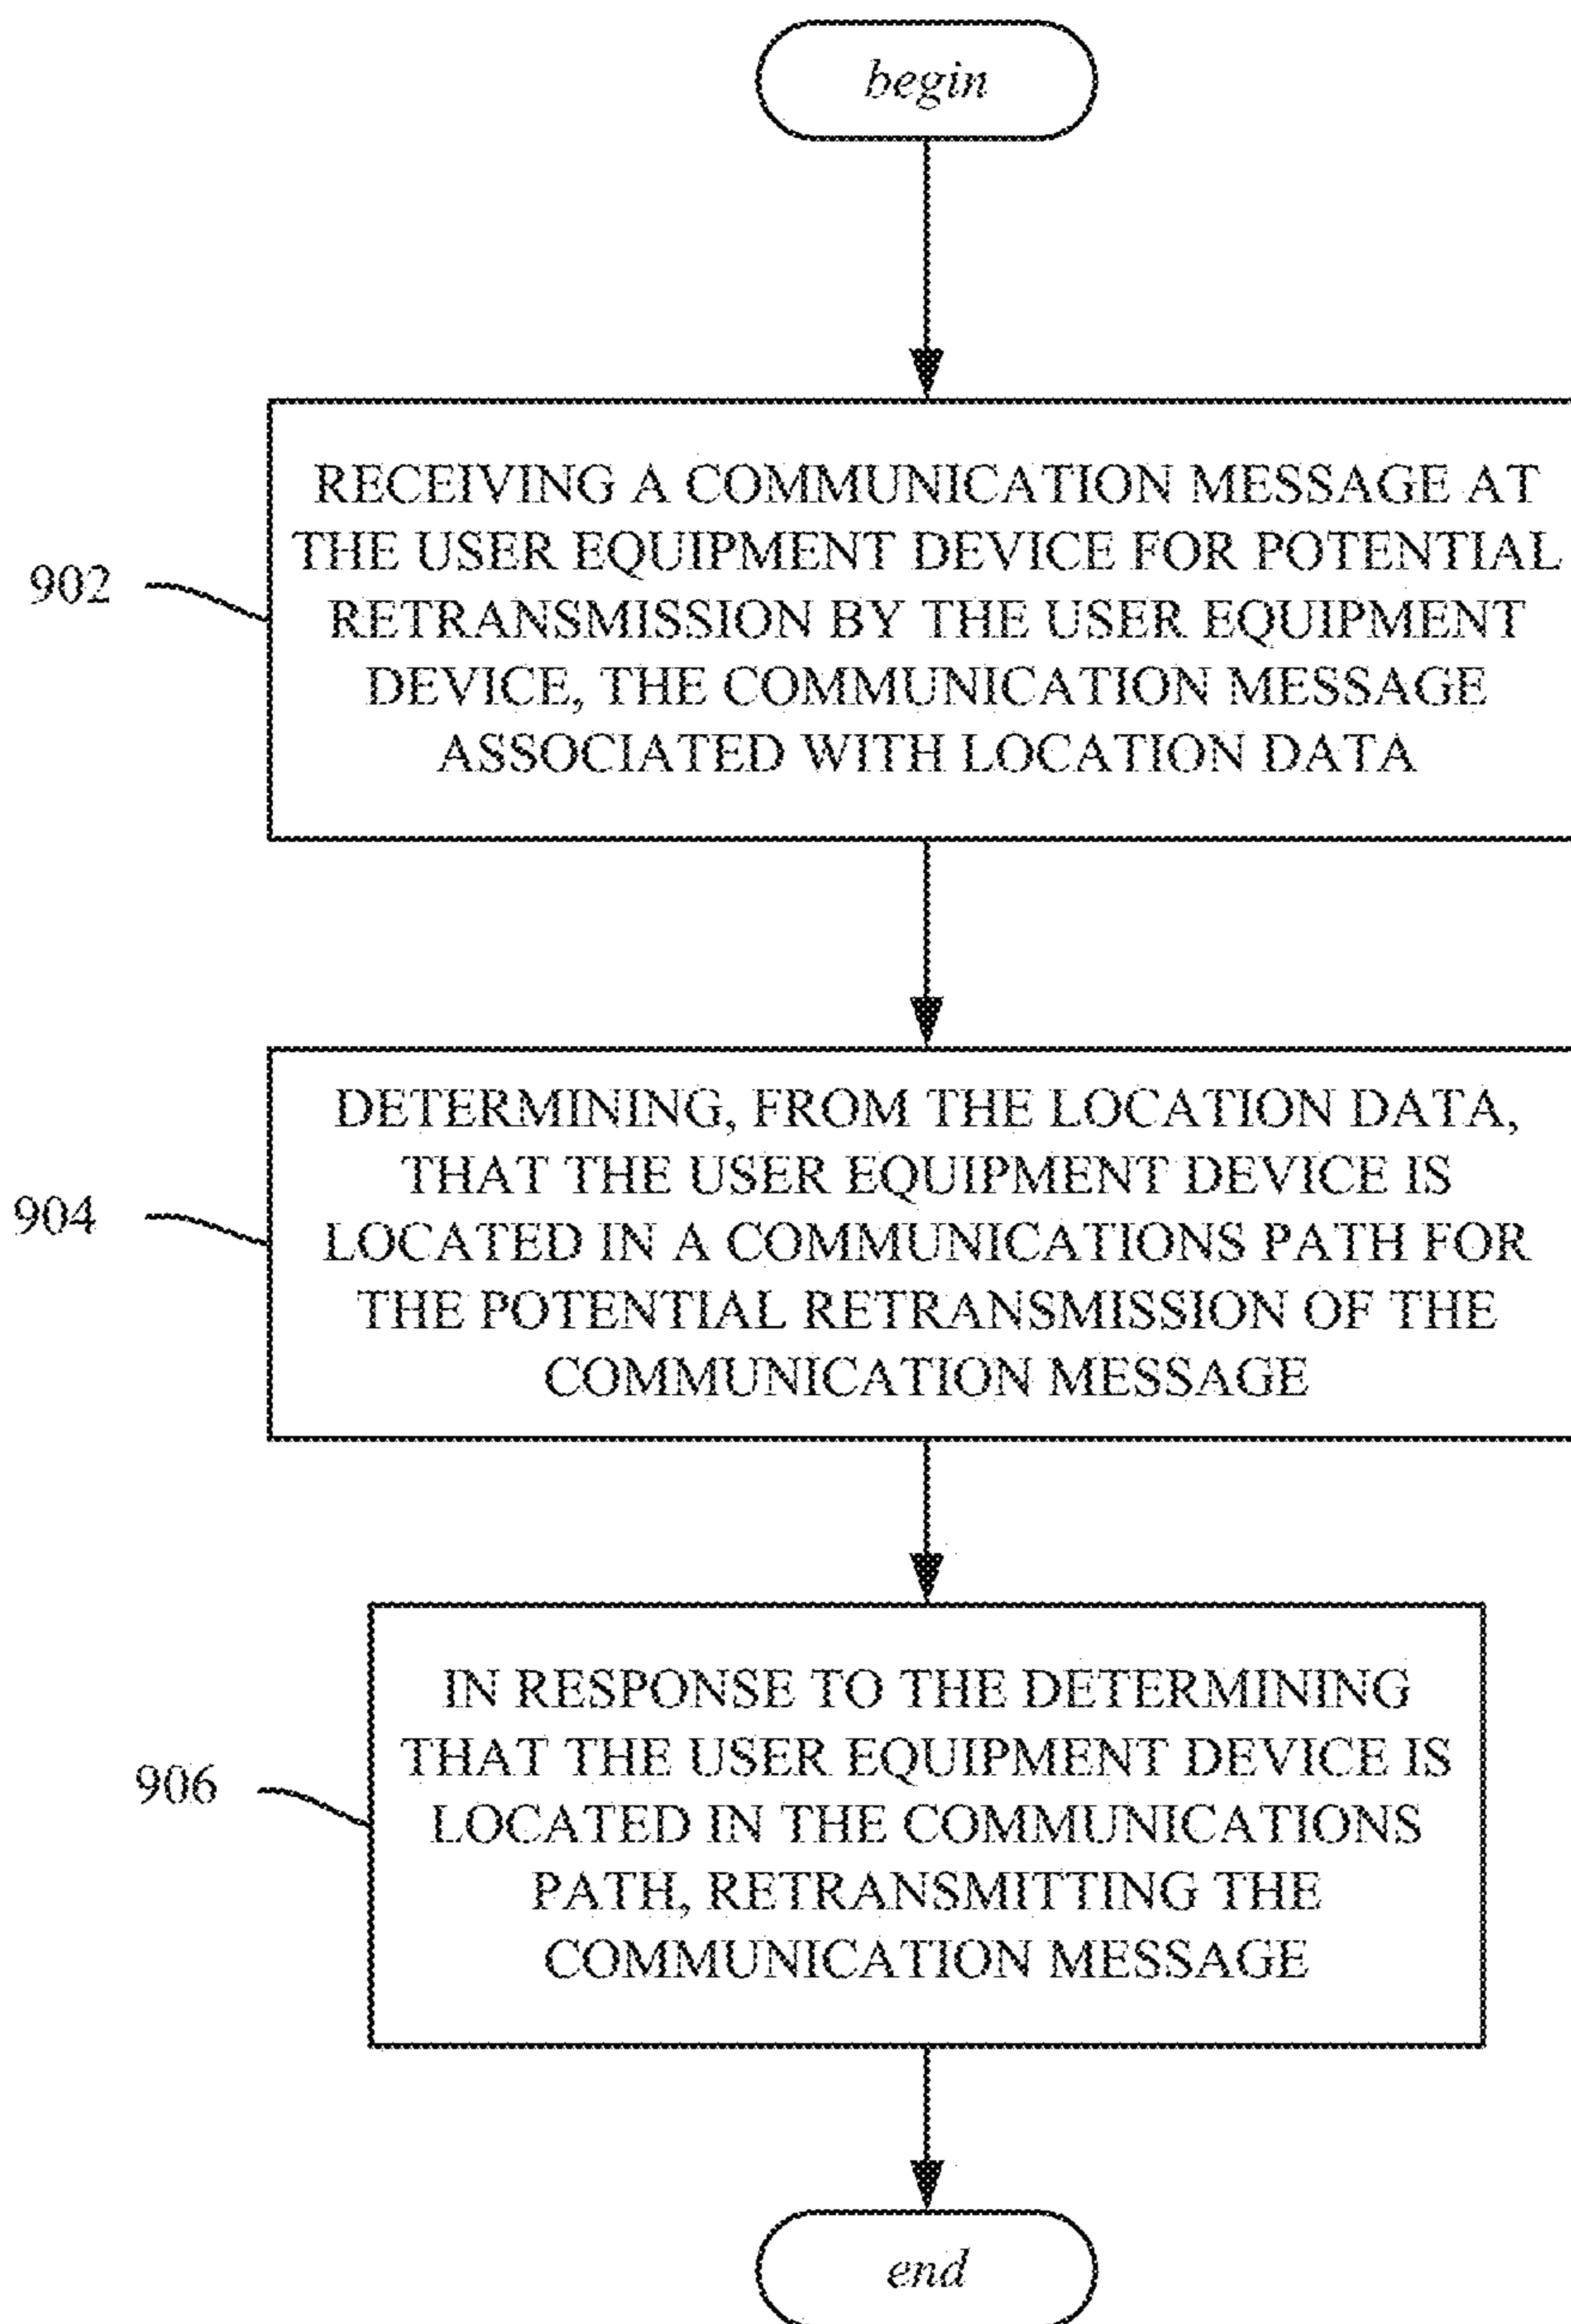 begin
RECEIVING A COMMUNICATION MESSAGE AT
THE USER EQUIPMENT DEVICE FOR POTENTIAL
RETRANSMISSION BY THE USER EQUIPMENT
DEVICE, THE COMMUNICATION MESSAGE
ASSOCIATED WITH LOCATION DATA
902
DETERMINING, FROM THE LOCATION DATA,
THAT THE USER EQUIPMENT DEVICE IS
LOCATED IN A COMMUNICATIONS PATH FOR
THE POTENTIAL RETRANSMISSION OF THE
COMMUNICATION MESSAGE
904
IN RESPONSE TO THE DETERMINING
THAT THE USER EQUIPMENT DEVICE IS
LOCATED IN THE COMMUNICATIONS
PATH, RETRANSMITTING THE
COMMUNICATION MESSAGE
906
end